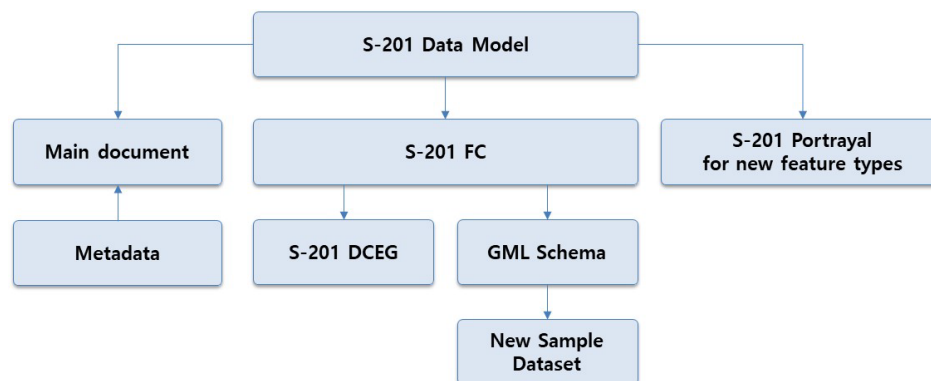 S-201 Data Model
Main document
S-201 FC
S-201 Portrayal
for new feature types
Metadata
S-201 DCEG
GML Schema
New Sample
Dataset